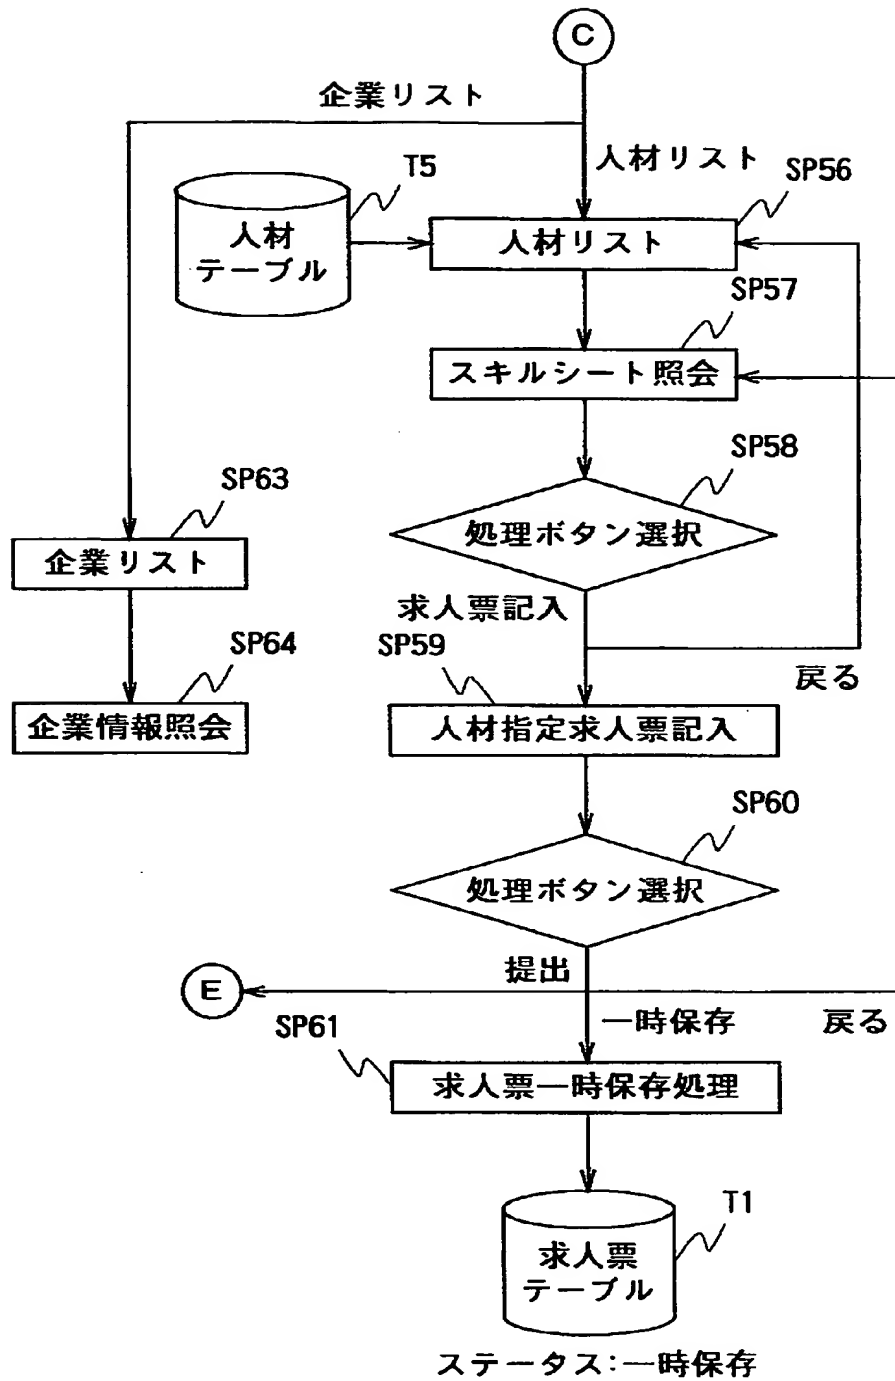 C
企業リスト
人材リスト
T5
SP56
人材
テーブル
人材リスト
SP57
スキルシート照会
SP58
処理ボタン選択
SP63
企業リスト
求人票記入
戻る
SP64
SP59
企業情報照会
人材指定求人票記入
SP60
処理ボタン選択
提出
E
一時保存
戻る
SP61
求人票一時保存処理
T1
求人票
テーブル
ステータス:一時保存